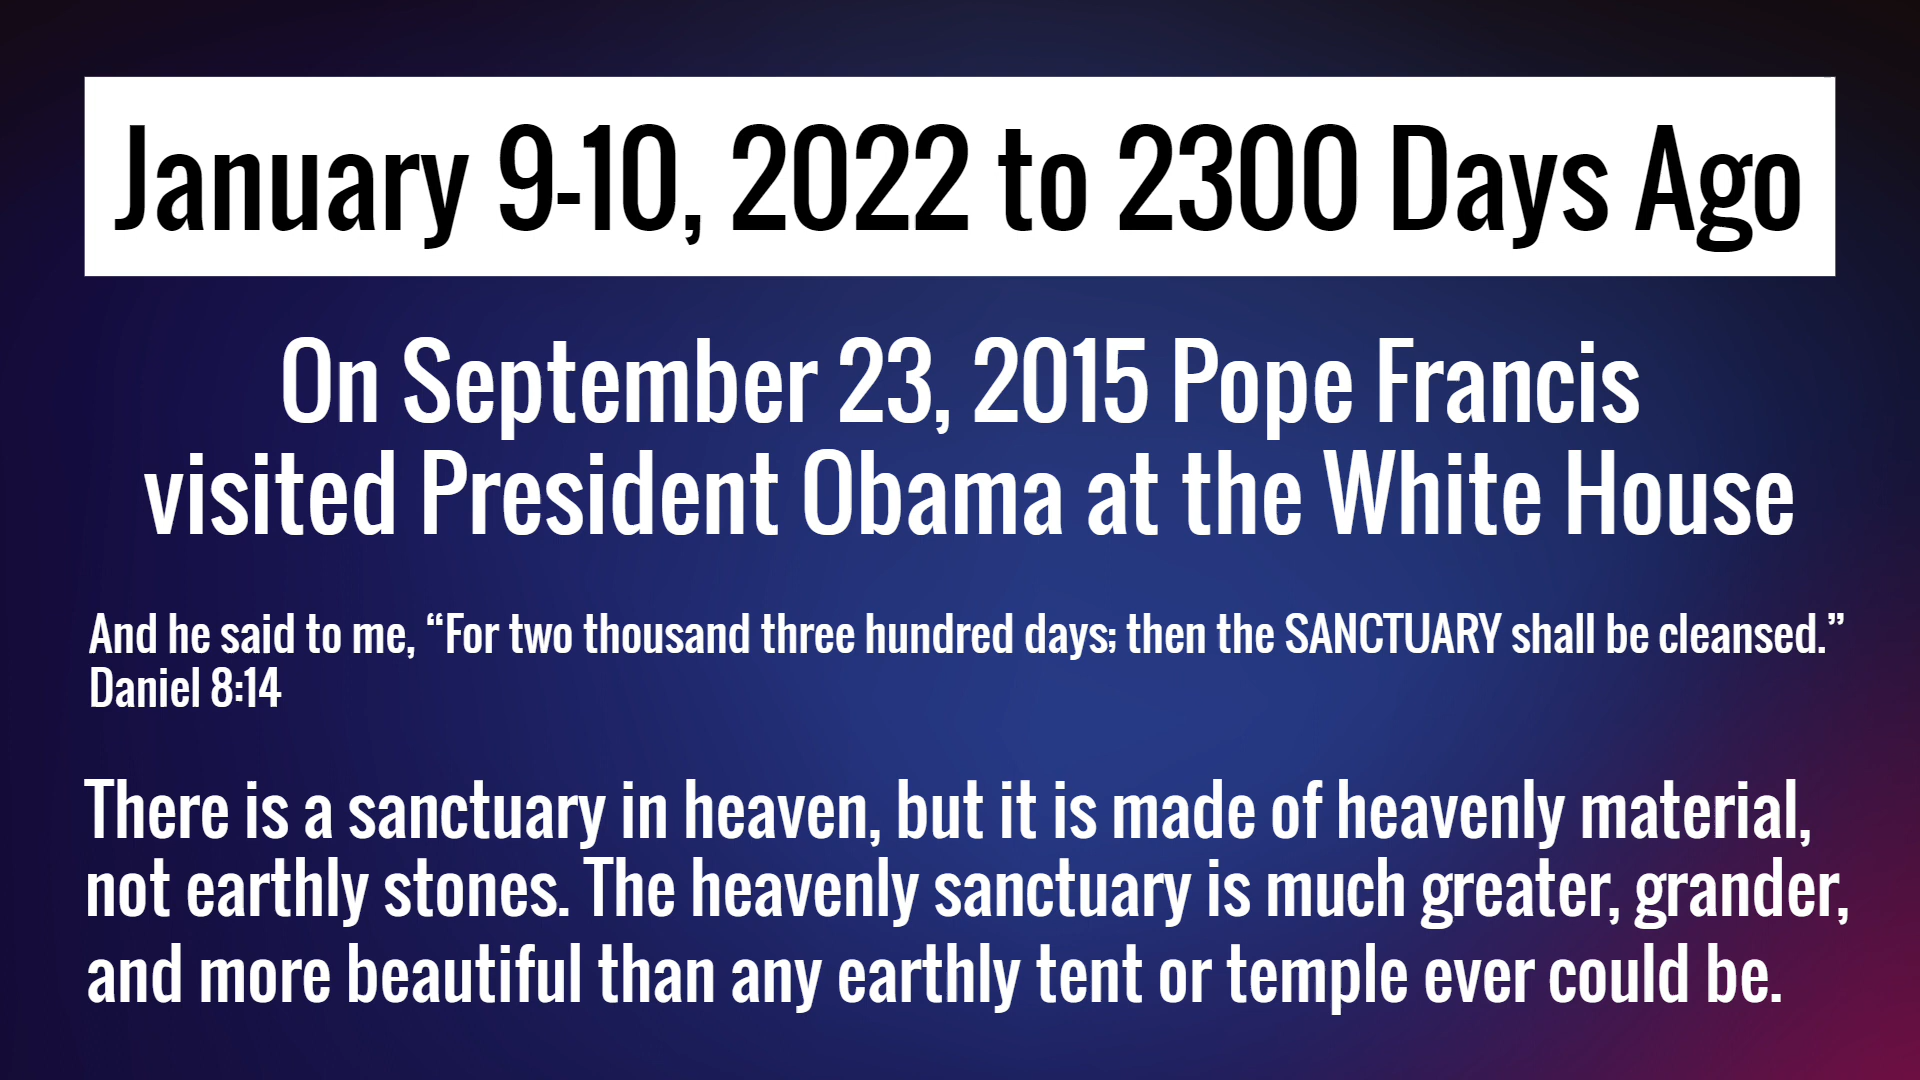 January 9-10, 2022 to 2300 Days Ago
On September 23, 2015 Pope Francis
visited President Obama at the White House
And he said to me, “For two thousand three hundred days; then the SANCTUARY shall be cleansed.”
Daniel 8:14
There is a sanctuary in heaven, but it is made of heavenly material,
not earthly stones. The heavenly sanctuary is much greater, grander,
and more beautiful than any earthly tent or temple ever could be.